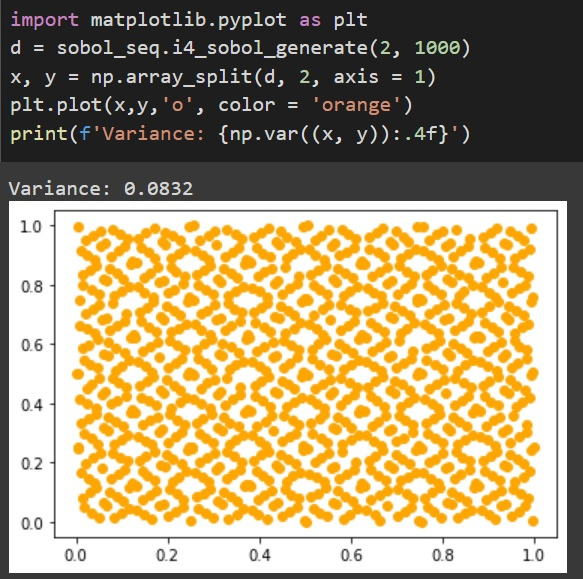 import matplotlib.pyplot as plt
d = sobol_seq.i4_sobol_generate(2, 1000)
x, y = np.array_split(d, 2, axis = 1)
plt.plot(x,y,'o', color = 'orange')
print(f'Variance: {np.var((x, y)):.4f}')
Variance: 0.0832
1.0
0.8
0.6
0.4
0.2
0.0
0.0 0.2 0.4 0.6 0.8 1.0